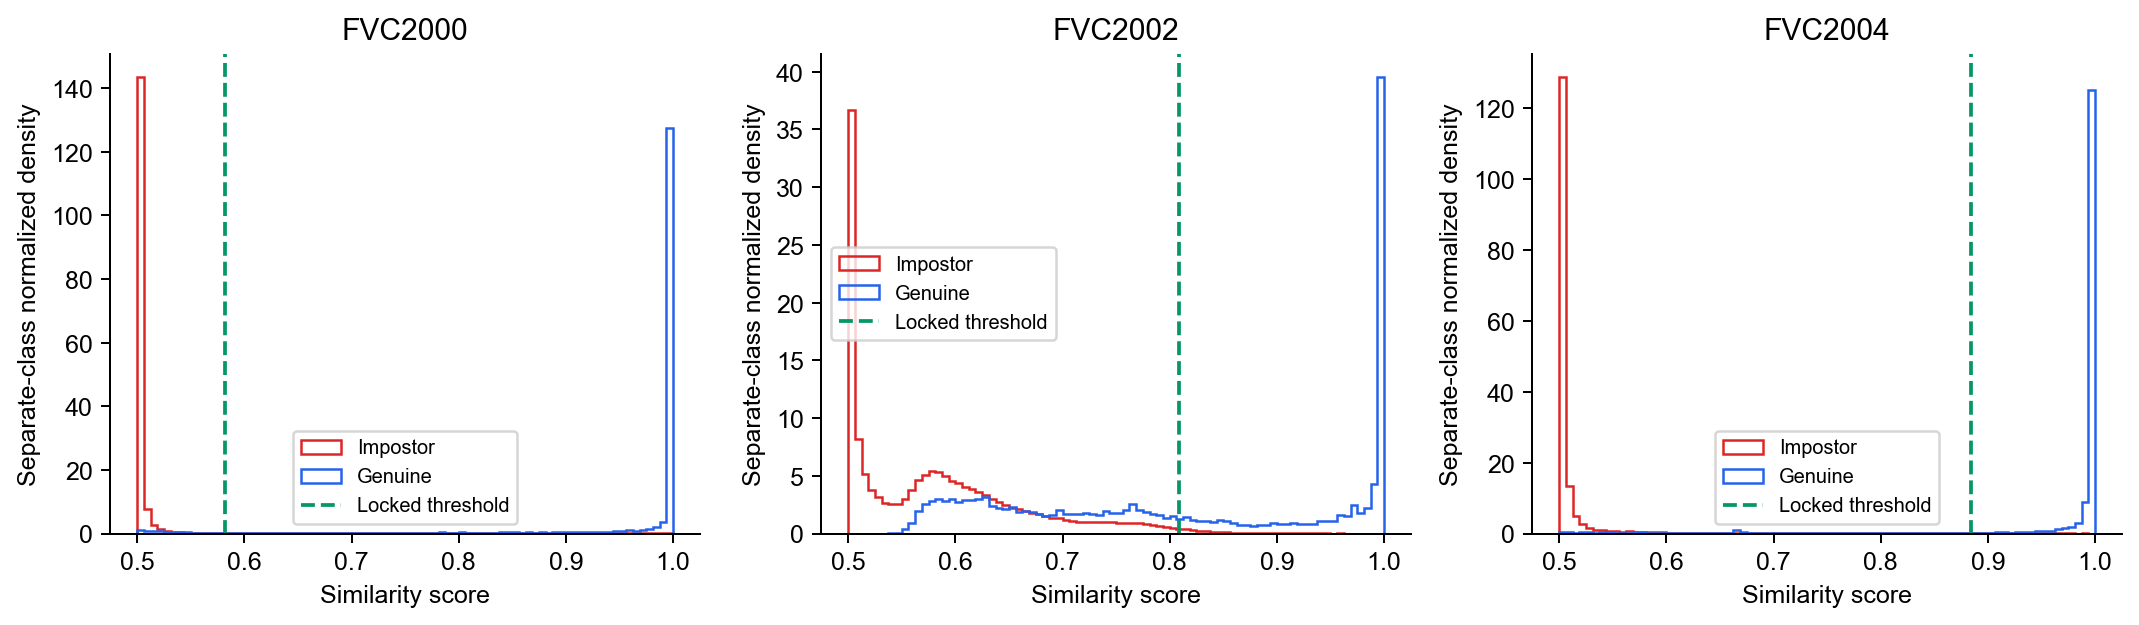 FVC2000
Separate-class normalized density
140
120
100
80
60
40
20
0
Impostor
Genuine
Locked threshold
0.5 0.6 0.7 0.8 0.9 1.0
Similarity score
FVC2002
Separate-class normalized density
40
35
30
25
20
15
10
5
0
Impostor
Genuine
Locked threshold
0.5 0.6 0.7 0.8 0.9 1.0
Similarity score
FVC2004
Separate-class normalized density
120
100
80
60
40
20
0
Impostor
Genuine
Locked threshold
0.5 0.6 0.7 0.8 0.9 1.0
Similarity score